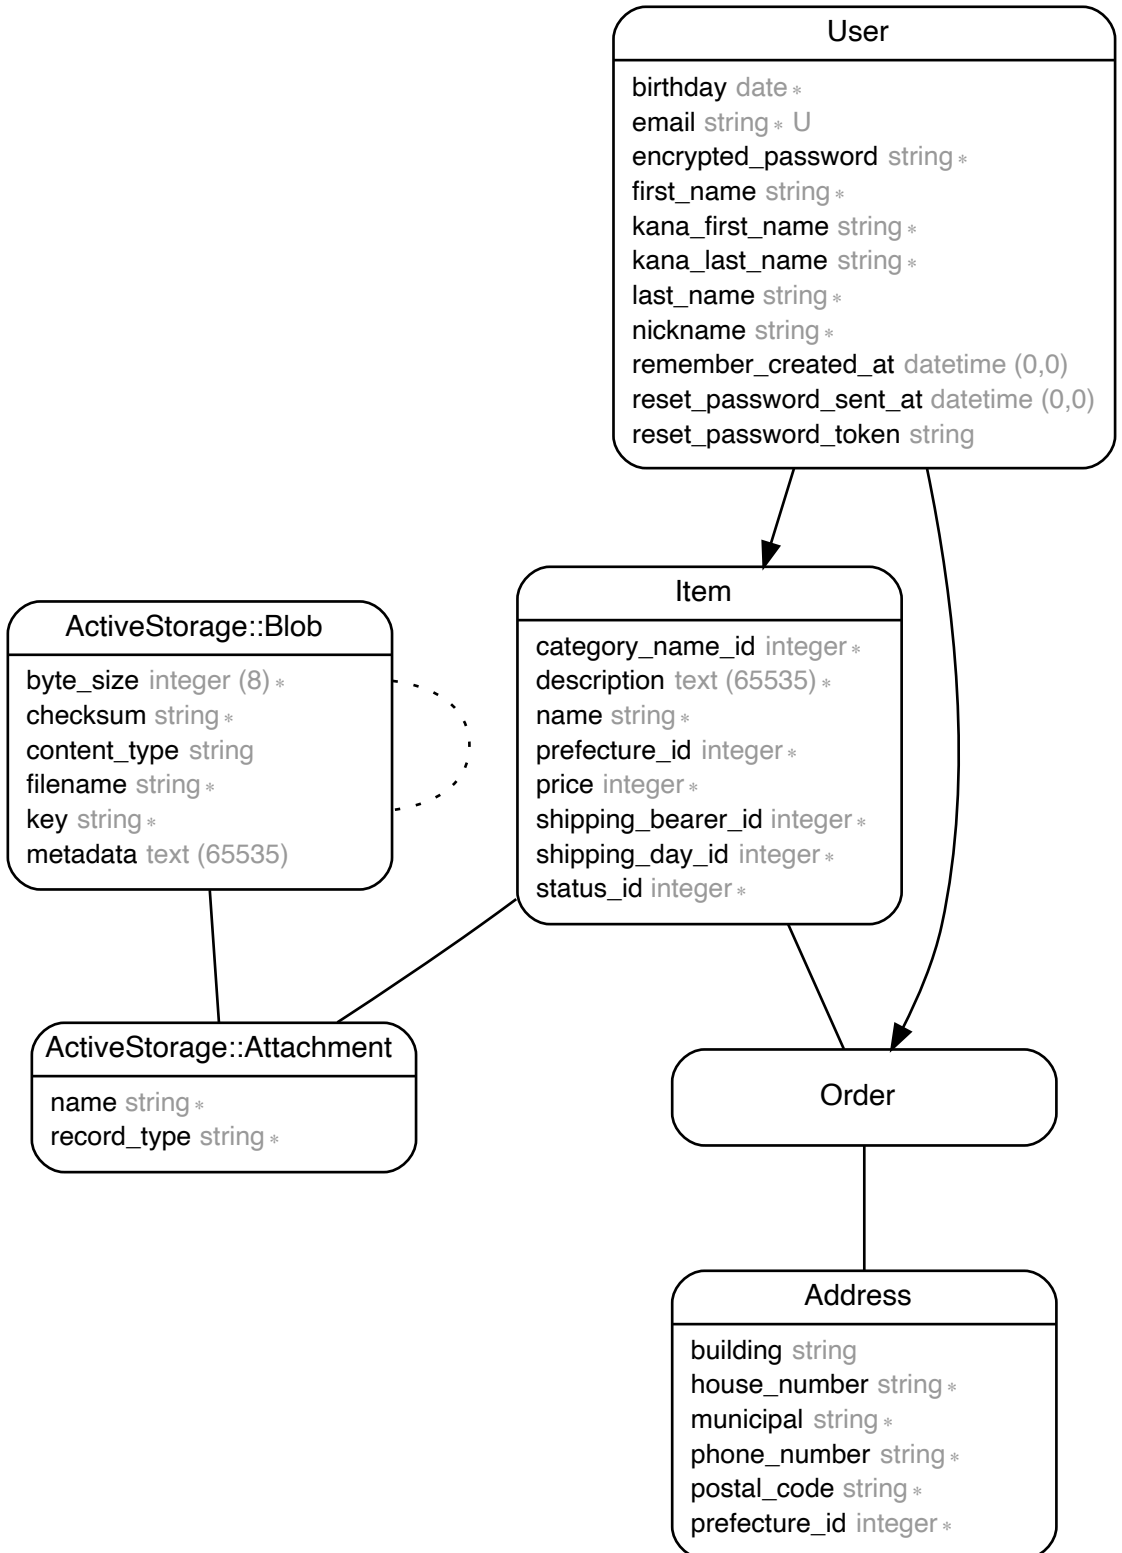 User
birthday date ∗
email string ∗ U
encrypted_password string ∗
first_name string ∗
kana_first_name string ∗
kana_last_name string ∗
last_name string ∗
nickname string ∗
remember_created_at datetime (0,0)
reset_password_sent_at datetime (0,0)
reset_password_token string
Item
category_name_id integer ∗
description text (65535) ∗
name string ∗
prefecture_id integer ∗
price integer ∗
shipping_bearer_id integer ∗
shipping_day_id integer ∗
status_id integer ∗
ActiveStorage::Blob
byte_size integer (8) ∗
checksum string ∗
content_type string
filename string ∗
key string ∗
metadata text (65535)
ActiveStorage::Attachment
name string ∗
record_type string ∗
Order
Address
building string
house_number string ∗
municipal string ∗
phone_number string ∗
postal_code string ∗
prefecture_id integer ∗